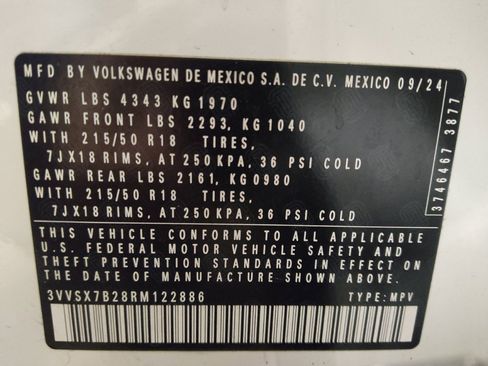 MFD BY VOLKSWAGEN DE MEXICO S.A. DE C.V. MEXICO 09/24
GVWR LBS 4343 KG 1970
GAWR FRONT LBS 2293, KG 1040
WITH 215/50 R18 TIRES,
7JX18 RIMS, AT 250 KPA, 36 PSI COLD
GAWR REAR LBS 2161, KG 0980
WITH 215/50 R18 TIRES,
7JX18 RIMS, AT 250 KPA, 36 PSI COLD
THIS VEHICLE CONFORMS TO ALL APPLICABLE
U.S. FEDERAL MOTOR VEHICLE SAFETY AND
THEFT PREVENTION STANDARDS IN EFFECT ON
THE DATE OF MANUFACTURE SHOWN ABOVE.
3VVSX7B28RM122886 TYPE: MPV
3746467 3877